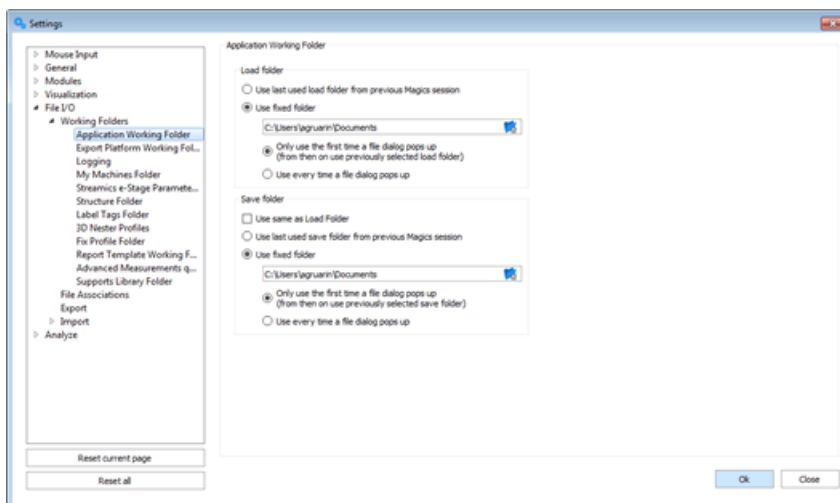 Settings
Mouse Input
General
Modules
Visualization
File I/O
Working Folders
Application Working Folder
Export Platform Working Fol...
Logging
My Machines Folder
Streamics e-Stage Paramete...
Structure Folder
Label Tags Folder
3D Nester Profiles
Fix Profile Folder
Report Template Working F...
Advanced Measurements q...
Supports Library Folder
File Associations
Export
Import
Analyze
Reset current page
Reset all
Application Working Folder
Load folder
Use last used load folder from previous Magics session
Use fixed folder
C:\Users\agruarin\Documents
Only use the first time a file dialog pops up
(from then on use previously selected load folder)
Use every time a file dialog pops up
Save folder
Use same as Load Folder
Use last used save folder from previous Magics session
Use fixed folder
C:\Users\agruarin\Documents
Only use the first time a file dialog pops up
(from then on use previously selected save folder)
Use every time a file dialog pops up
Ok
Close